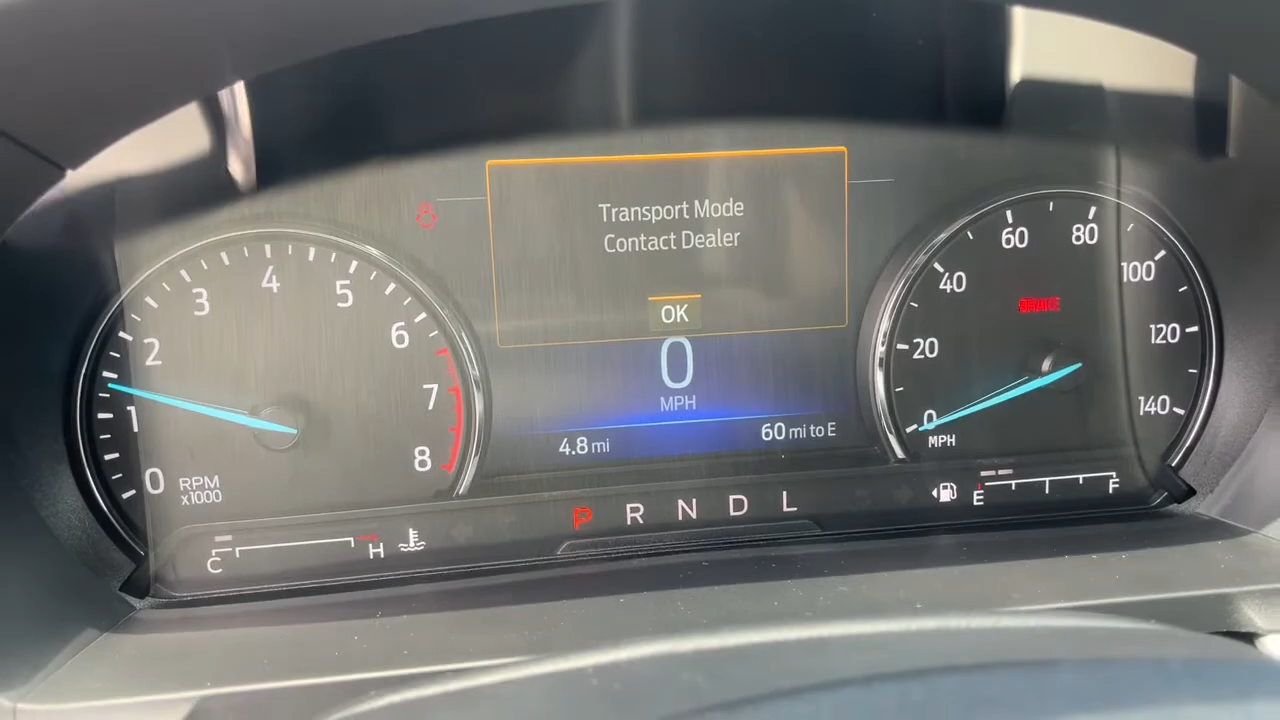 Transport Mode
Contact Dealer
OK
0
MPH
4.8 mi
60 mi to E
0
1
2
3
4
5
6
7
8
RPM
x1000
0
20
40
60
80
100
120
140
MPH
BRAKE
P R N D L
C H
E F